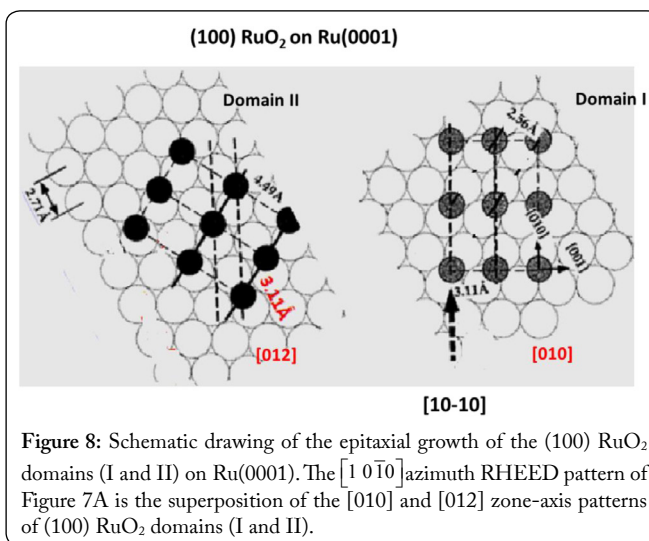 (100) RuO₂ on Ru(0001)
Domain II
Domain I
2.71Å
4.49Å
3.11Å
[012]
2.56Å
[010]
[001]
3.11Å
[010]
[10-10]
Figure 8: Schematic drawing of the epitaxial growth of the (100) RuO₂
domains (I and II) on Ru(0001). The [1 0 1̅ 0] azimuth RHEED pattern of
Figure 7A is the superposition of the [010] and [012] zone-axis patterns
of (100) RuO₂ domains (I and II).